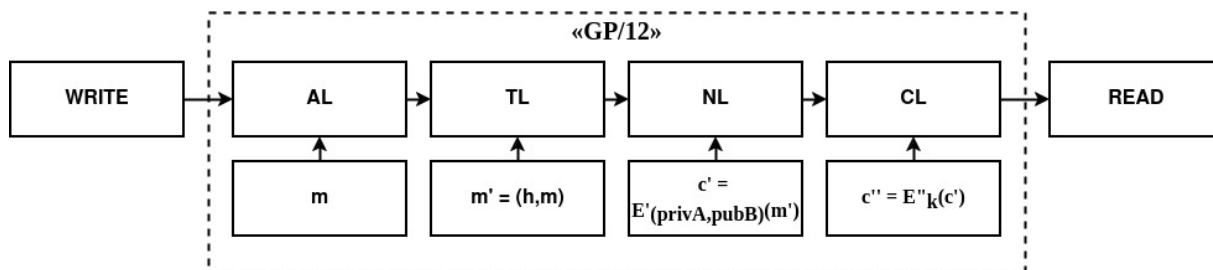 «GP/12»
WRITE
AL
TL
NL
CL
READ
m
m' = (h,m)
c' =
E'(privA,pubB)(m')
c'' = E"k(c')